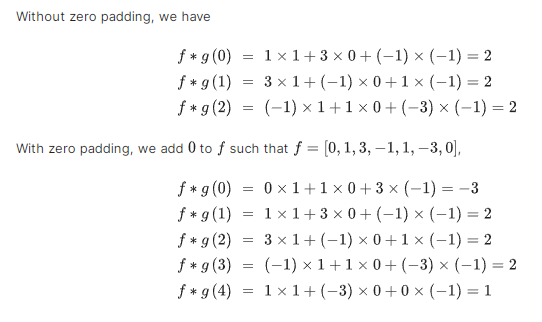 Without zero padding, we have
f ∗ g (0) = 1 × 1 + 3 × 0 + (−1) × (−1) = 2
f ∗ g (1) = 3 × 1 + (−1) × 0 + 1 × (−1) = 2
f ∗ g (2) = (−1) × 1 + 1 × 0 + (−3) × (−1) = 2
With zero padding, we add 0 to f such that f = [0, 1, 3, −1, 1, −3, 0],
f ∗ g (0) = 0 × 1 + 1 × 0 + 3 × (−1) = −3
f ∗ g (1) = 1 × 1 + 3 × 0 + (−1) × (−1) = 2
f ∗ g (2) = 3 × 1 + (−1) × 0 + 1 × (−1) = 2
f ∗ g (3) = (−1) × 1 + 1 × 0 + (−3) × (−1) = 2
f ∗ g (4) = 1 × 1 + (−3) × 0 + 0 × (−1) = 1